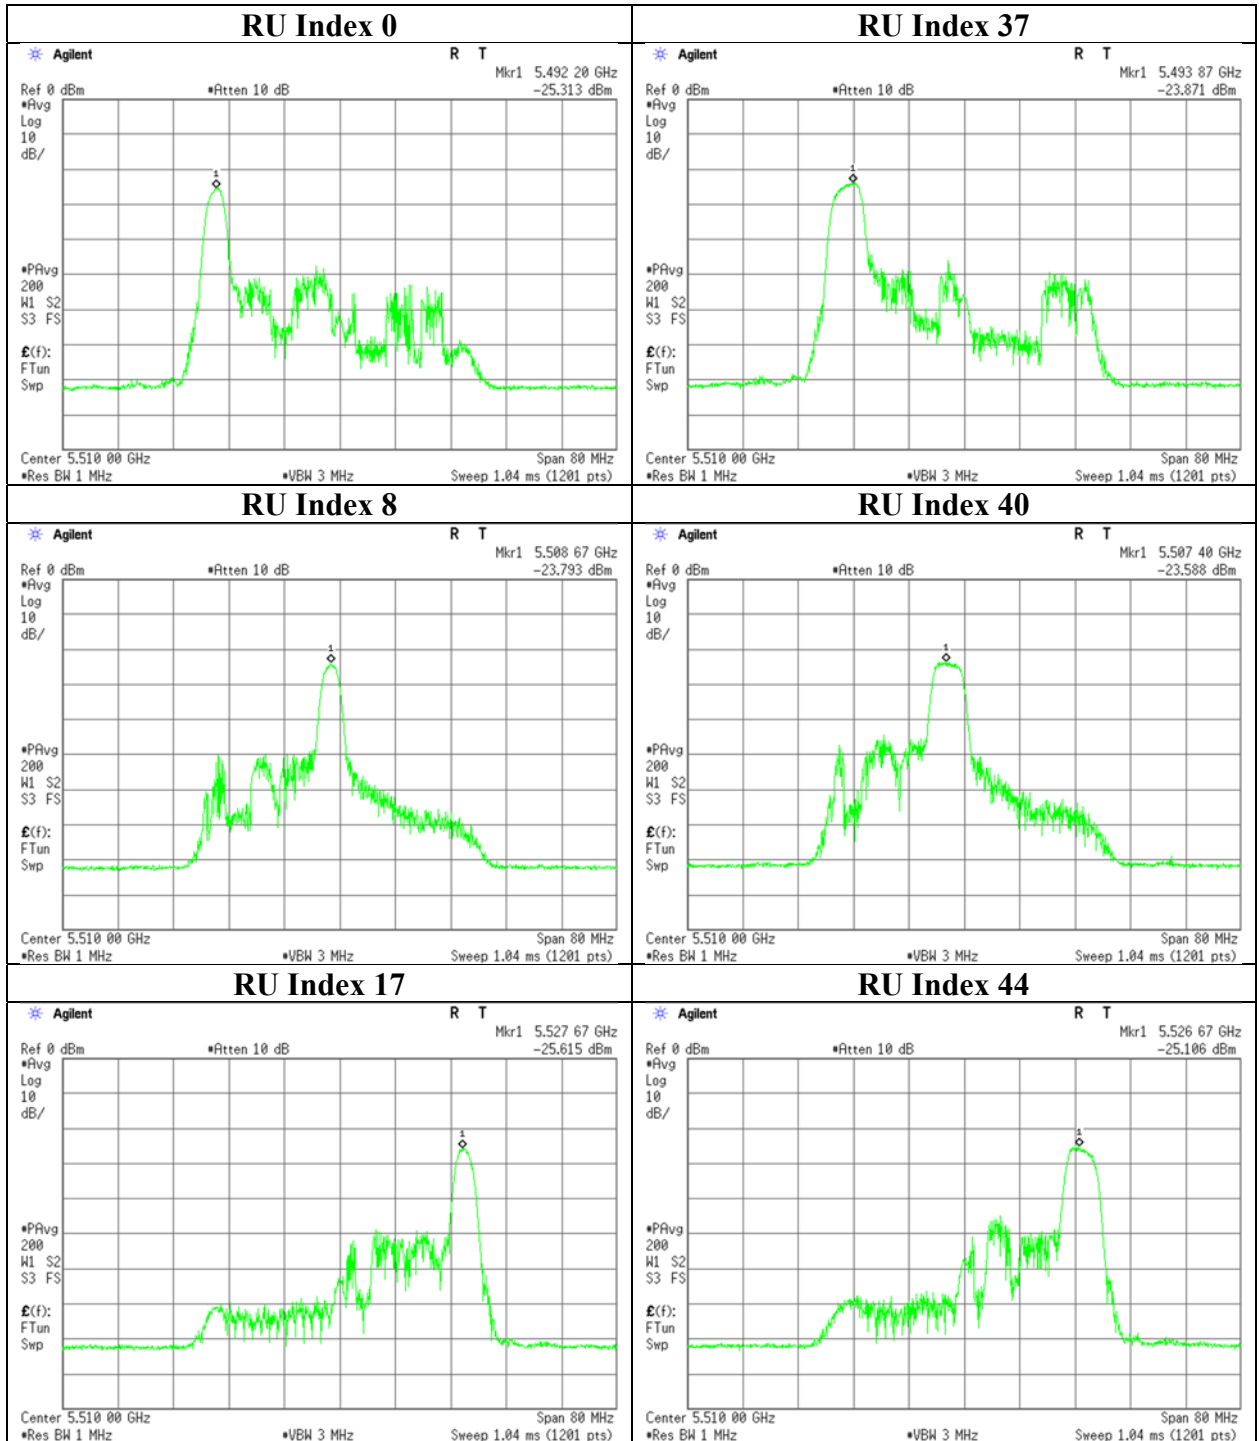 RU Index 0
Agilent R T
Mkr1 5.492 20 GHz
Ref 0 dBm #Atten 10 dB -25.313 dBm
#Avg
Log
10
dB/
1
#PAvg
200
W1 S2
S3 FS
£(f):
FTun
Swp
Center 5.510 00 GHz Span 80 MHz
#Res BW 1 MHz #VBW 3 MHz Sweep 1.04 ms (1201 pts)
RU Index 37
Agilent R T
Mkr1 5.493 87 GHz
Ref 0 dBm #Atten 10 dB -23.871 dBm
#Avg
Log
10
dB/
1
#PAvg
200
W1 S2
S3 FS
£(f):
FTun
Swp
Center 5.510 00 GHz Span 80 MHz
#Res BW 1 MHz #VBW 3 MHz Sweep 1.04 ms (1201 pts)
RU Index 8
Agilent R T
Mkr1 5.508 67 GHz
Ref 0 dBm #Atten 10 dB -23.793 dBm
#Avg
Log
10
dB/
1
#PAvg
200
W1 S2
S3 FS
£(f):
FTun
Swp
Center 5.510 00 GHz Span 80 MHz
#Res BW 1 MHz #VBW 3 MHz Sweep 1.04 ms (1201 pts)
RU Index 40
Agilent R T
Mkr1 5.507 40 GHz
Ref 0 dBm #Atten 10 dB -23.588 dBm
#Avg
Log
10
dB/
1
#PAvg
200
W1 S2
S3 FS
£(f):
FTun
Swp
Center 5.510 00 GHz Span 80 MHz
#Res BW 1 MHz #VBW 3 MHz Sweep 1.04 ms (1201 pts)
RU Index 17
Agilent R T
Mkr1 5.527 67 GHz
Ref 0 dBm #Atten 10 dB -25.615 dBm
#Avg
Log
10
dB/
1
#PAvg
200
W1 S2
S3 FS
£(f):
FTun
Swp
Center 5.510 00 GHz Span 80 MHz
#Res BW 1 MHz #VBW 3 MHz Sweep 1.04 ms (1201 pts)
RU Index 44
Agilent R T
Mkr1 5.526 67 GHz
Ref 0 dBm #Atten 10 dB -25.106 dBm
#Avg
Log
10
dB/
1
#PAvg
200
W1 S2
S3 FS
£(f):
FTun
Swp
Center 5.510 00 GHz Span 80 MHz
#Res BW 1 MHz #VBW 3 MHz Sweep 1.04 ms (1201 pts)